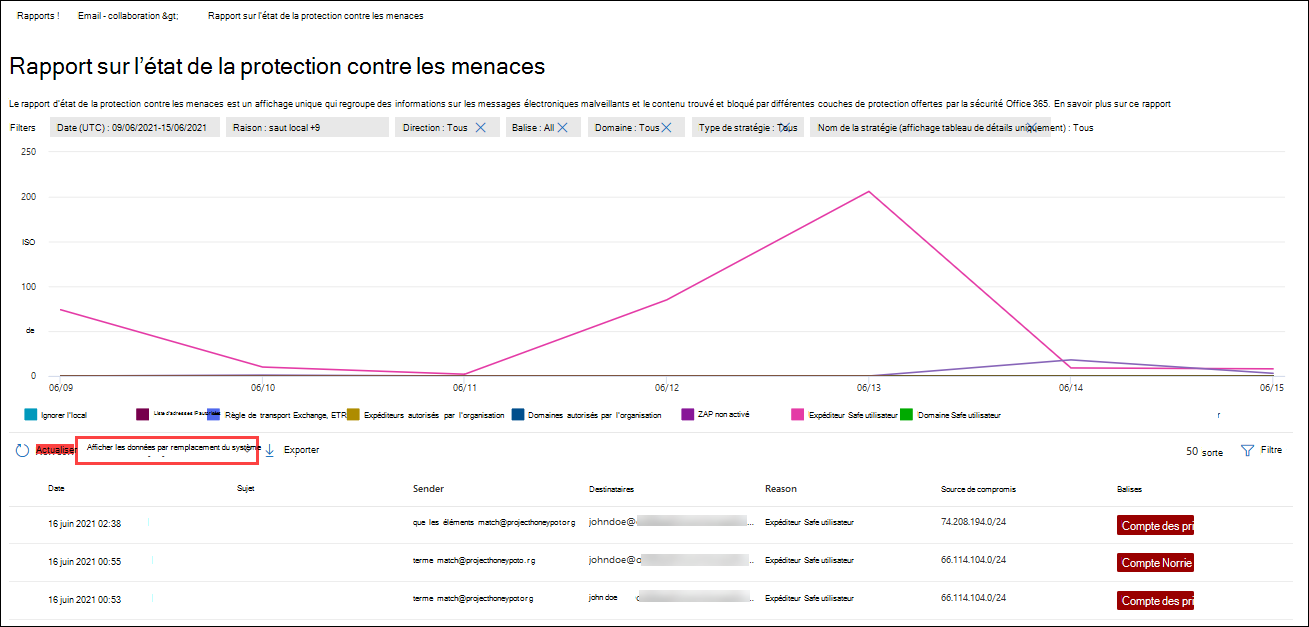 Rapports ! Email - collaboration &gt; Rapport sur l'état de la protection contre les menaces
Rapport sur l'état de la protection contre les menaces
Le rapport d'état de la protection contre les menaces est un affichage unique qui regroupe des informations sur les messages électroniques malveillants et le contenu trouvé et bloqué par différentes couches de protection offertes par la sécurité Office 365. En savoir plus sur ce rapport
Filters Date (UTC) : 09/06/2021-15/06/2021 Raison : saut local +9 Direction : Tous Balise : All Domaine : Tous Type de stratégie : Tous Nom de la stratégie (affichage tableau de détails uniquement) : Tous
250
200
ISO
100
de
0
06/09 06/10 06/11 06/12 06/13 06/14 06/15
Ignorer l'local Liste d'adresses IP Règle de transport Exchange, ETR Expéditeurs autorisés par l'organisation Domaines autorisés par l'organisation ZAP non activé Expéditeur Safe utilisateur Domaine Safe utilisateur r
Actualiser Afficher les données par remplacement du système Exporter 50 sorte Filtre
Date Sujet Sender Destinataires Reason Source de compromis Balises
16 juin 2021 02:38 que les éléments match@projecthoneypotorg johndoe@ ... Expéditeur Safe utilisateur 74.208.194.0/24 Compte des pri
16 juin 2021 00:55 terme match@projecthoneypoto.rg johndoe@o .. Expéditeur Safe utilisateur 66.114.104.0/24 Compte Norrie
16 juin 2021 00:53 terme match@projecthoneypotorg john doe .. Expéditeur Safe utilisateur 66.114.104.0/24 Compte des pri